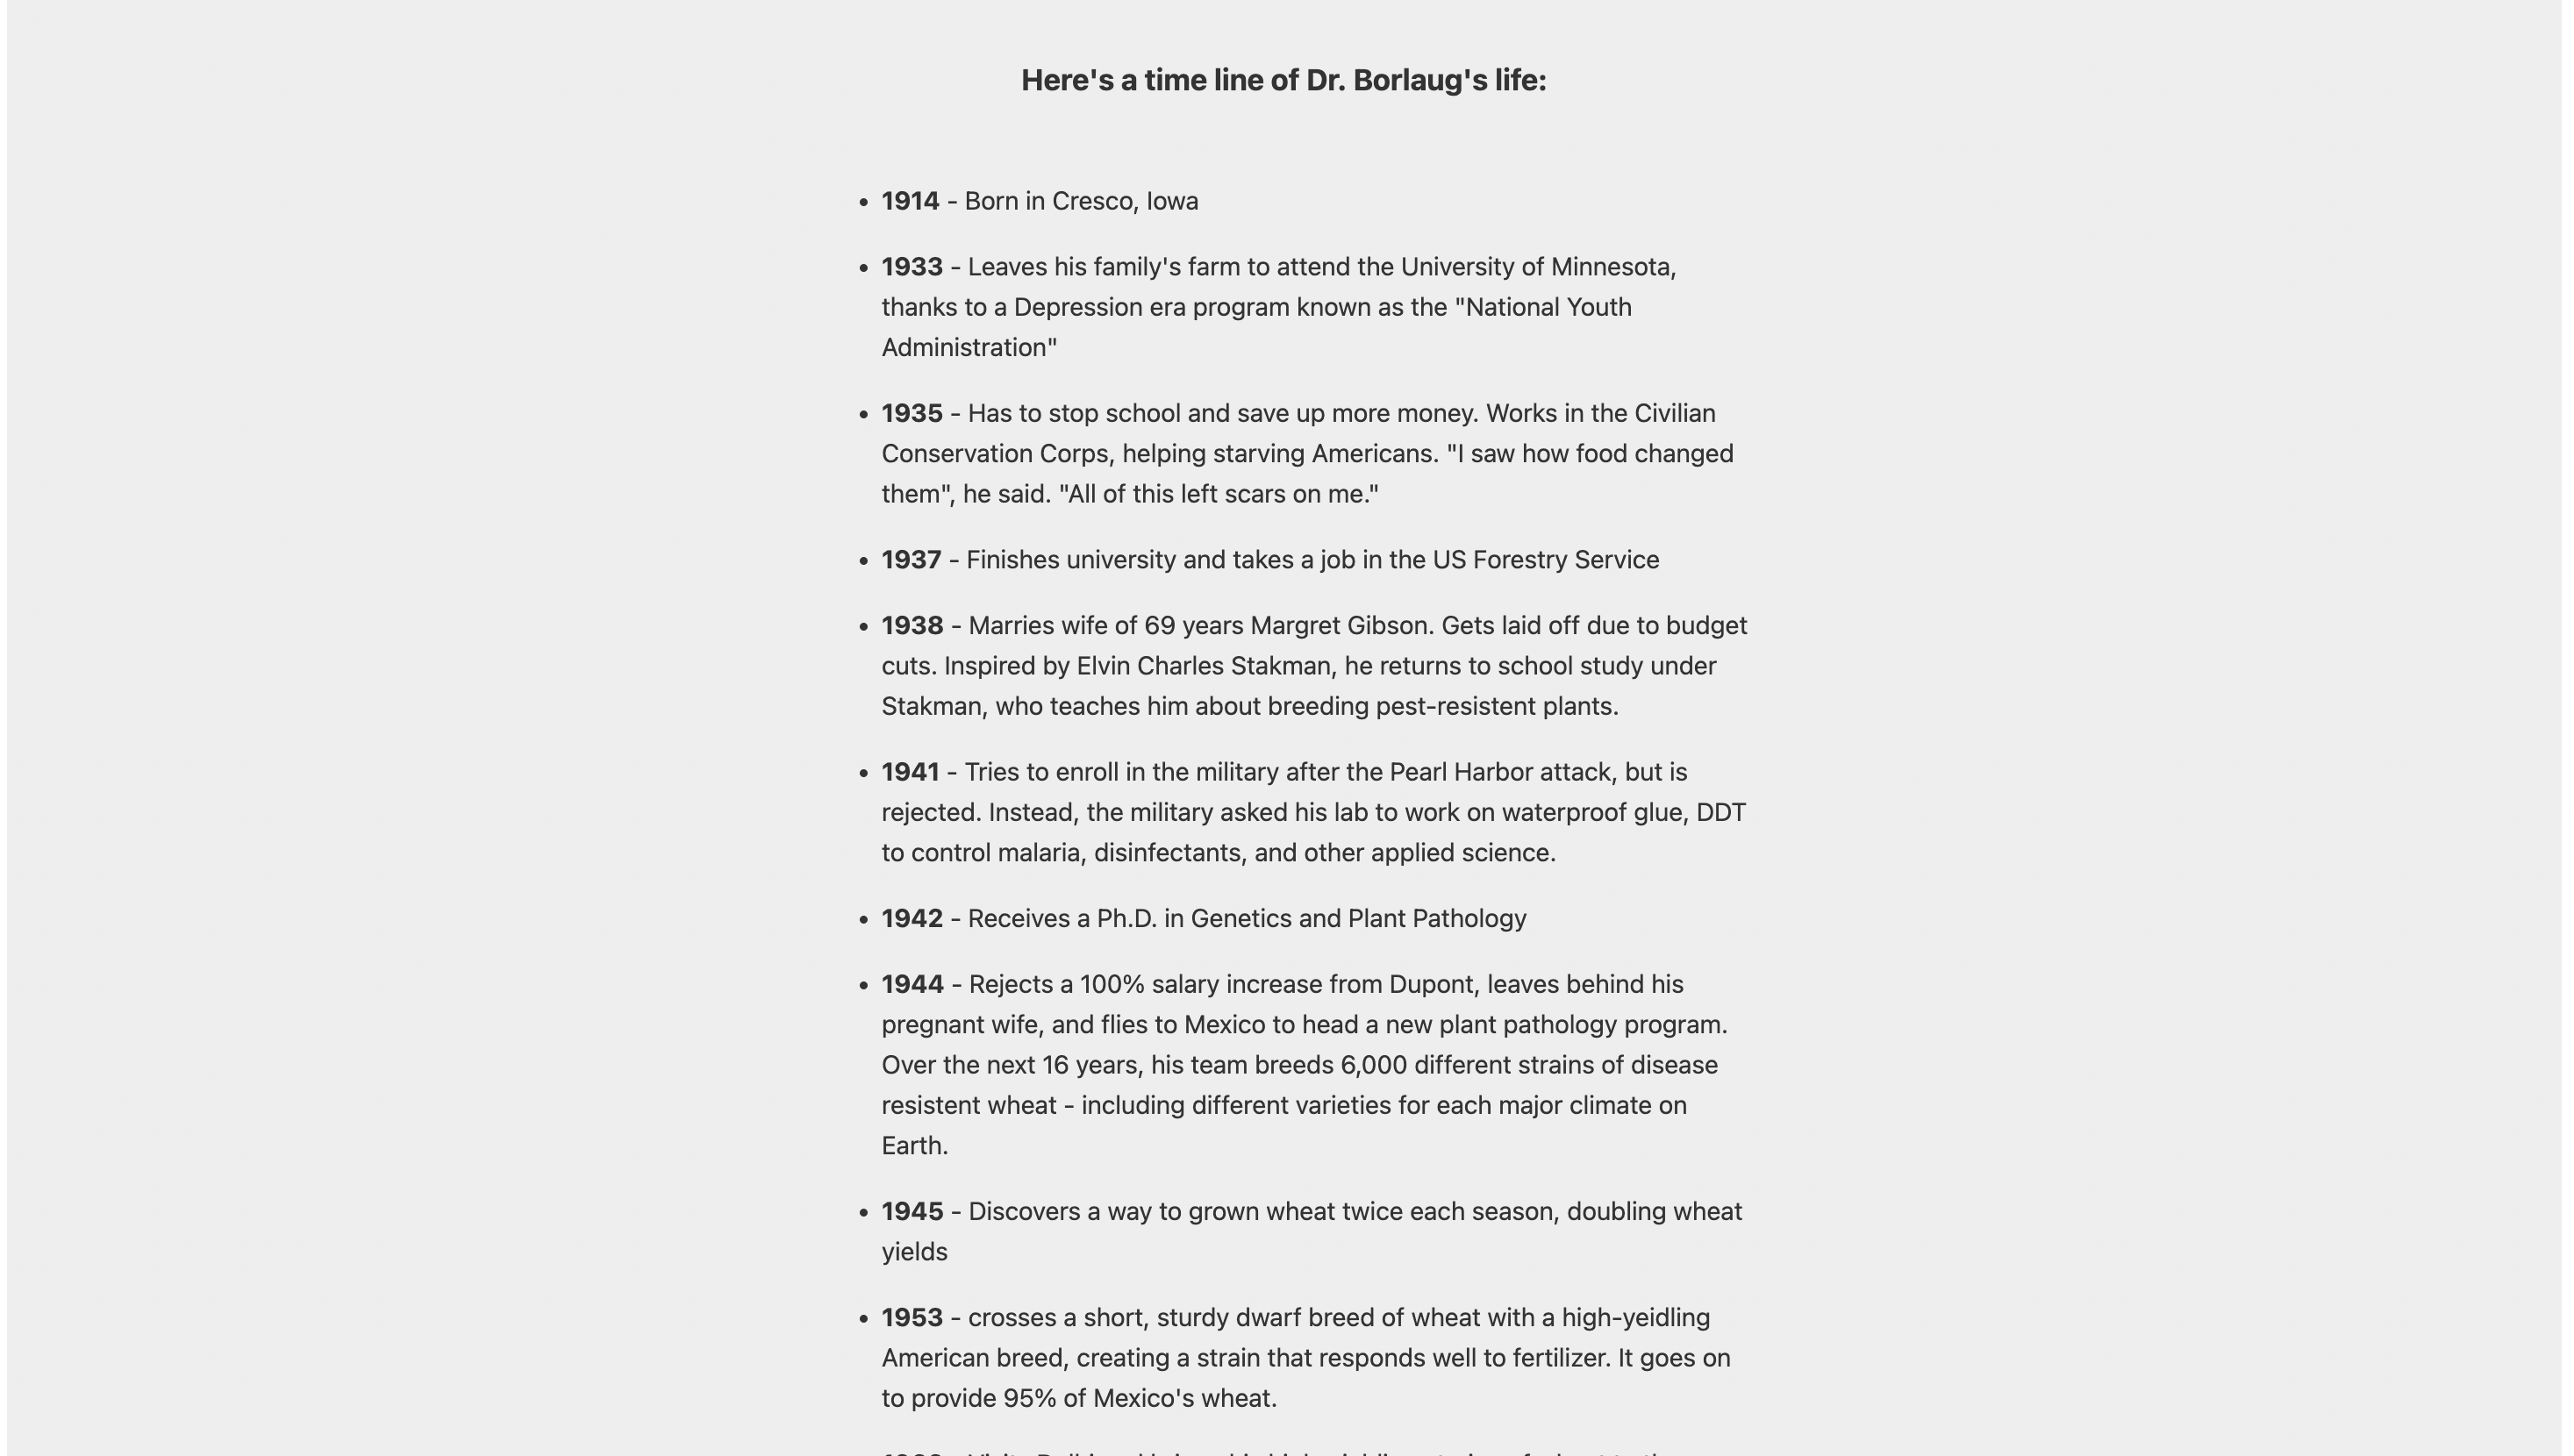 Here's a time line of Dr. Borlaug's life:
• 1914 - Born in Cresco, Iowa
• 1933 - Leaves his family's farm to attend the University of Minnesota,
thanks to a Depression era program known as the "National Youth
Administration"
• 1935 - Has to stop school and save up more money. Works in the Civilian
Conservation Corps, helping starving Americans. "I saw how food changed
them", he said. "All of this left scars on me."
• 1937 - Finishes university and takes a job in the US Forestry Service
• 1938 - Marries wife of 69 years Margret Gibson. Gets laid off due to budget
cuts. Inspired by Elvin Charles Stakman, he returns to school study under
Stakman, who teaches him about breeding pest-resistent plants.
• 1941 - Tries to enroll in the military after the Pearl Harbor attack, but is
rejected. Instead, the military asked his lab to work on waterproof glue, DDT
to control malaria, disinfectants, and other applied science.
• 1942 - Receives a Ph.D. in Genetics and Plant Pathology
• 1944 - Rejects a 100% salary increase from Dupont, leaves behind his
pregnant wife, and flies to Mexico to head a new plant pathology program.
Over the next 16 years, his team breeds 6,000 different strains of disease
resistent wheat - including different varieties for each major climate on
Earth.
• 1945 - Discovers a way to grown wheat twice each season, doubling wheat
yields
• 1953 - crosses a short, sturdy dwarf breed of wheat with a high-yeidling
American breed, creating a strain that responds well to fertilizer. It goes on
to provide 95% of Mexico's wheat.